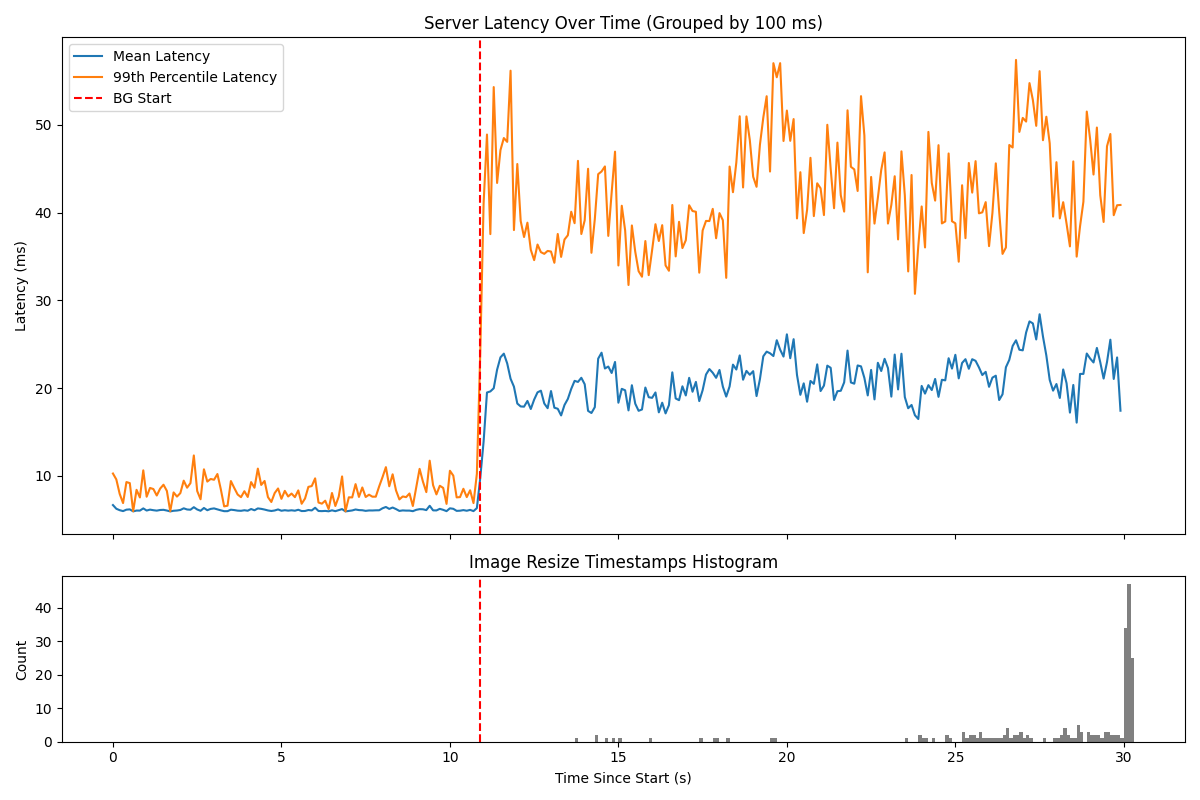 Server Latency Over Time (Grouped by 100 ms)
Mean Latency
99th Percentile Latency
BG Start
Latency (ms)
50
40
30
20
10
Image Resize Timestamps Histogram
Count
40
30
20
10
0
0 5 10 15 20 25 30
Time Since Start (s)